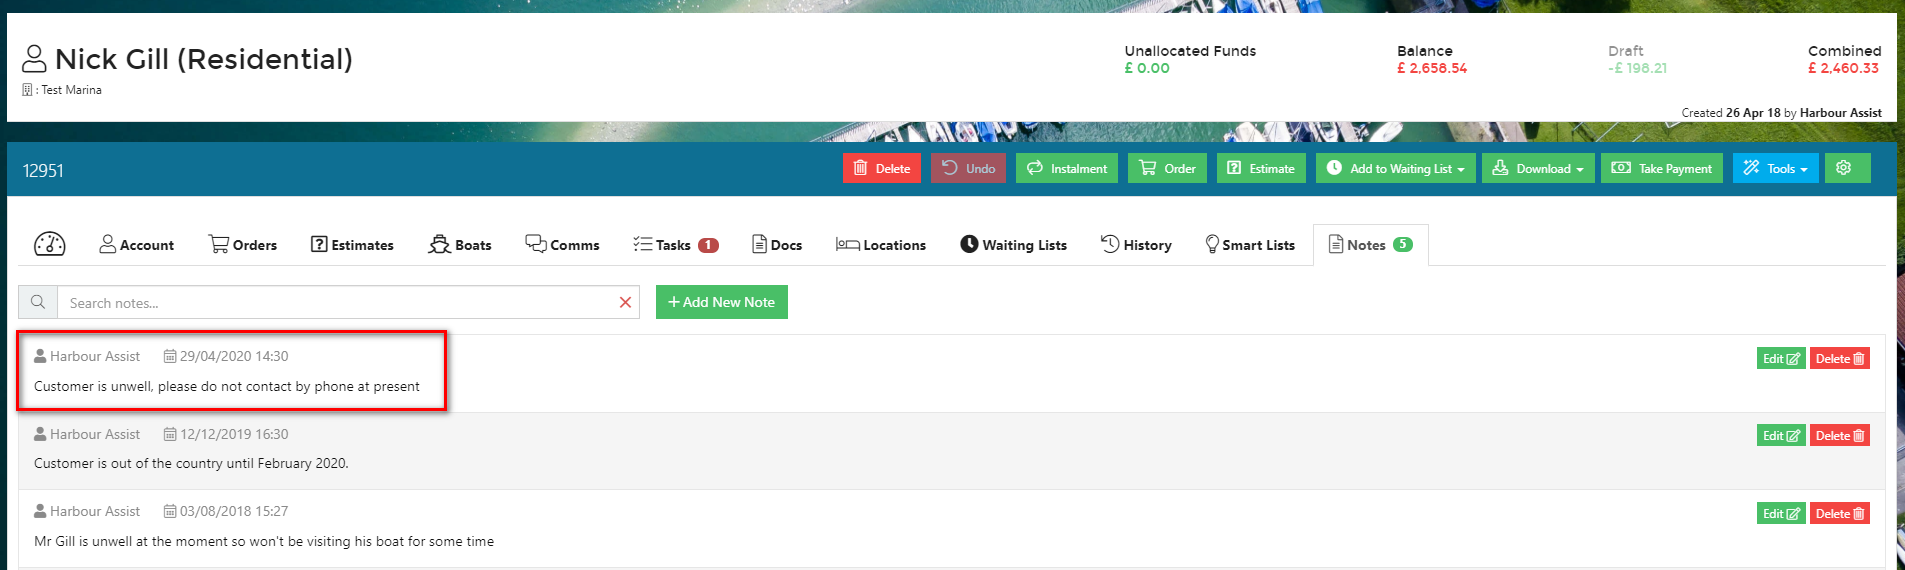 Nick Gill (Residential)
: Test Marina
Unallocated Funds
£ 0.00
Balance
£ 2,658.54
Draft
-£ 198.21
Combined
£ 2,460.33
Created 26 Apr 18 by Harbour Assist
12951
Delete
Undo
Instalment
Order
Estimate
Add to Waiting List
Download
Take Payment
Tools
Account
Orders
Estimates
Boats
Comms
Tasks 1
Docs
Locations
Waiting Lists
History
Smart Lists
Notes 5
Search notes...
+ Add New Note
Harbour Assist 29/04/2020 14:30
Edit Delete
Customer is unwell, please do not contact by phone at present
Harbour Assist 12/12/2019 16:30
Edit Delete
Customer is out of the country until February 2020.
Harbour Assist 03/08/2018 15:27
Edit Delete
Mr Gill is unwell at the moment so won't be visiting his boat for some time